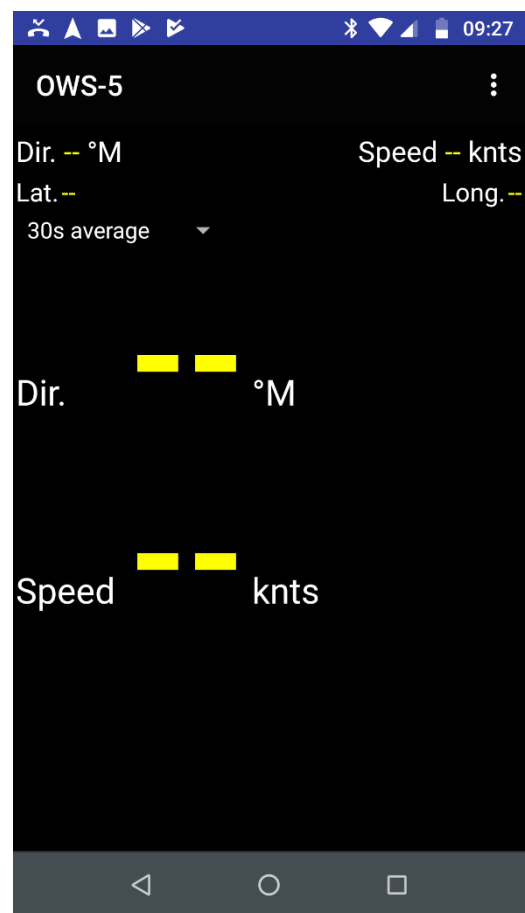 09:27
OWS-5
Dir. -- °M Speed -- knts
Lat.-- Long.--
30s average
Dir. -- °M
Speed -- knts